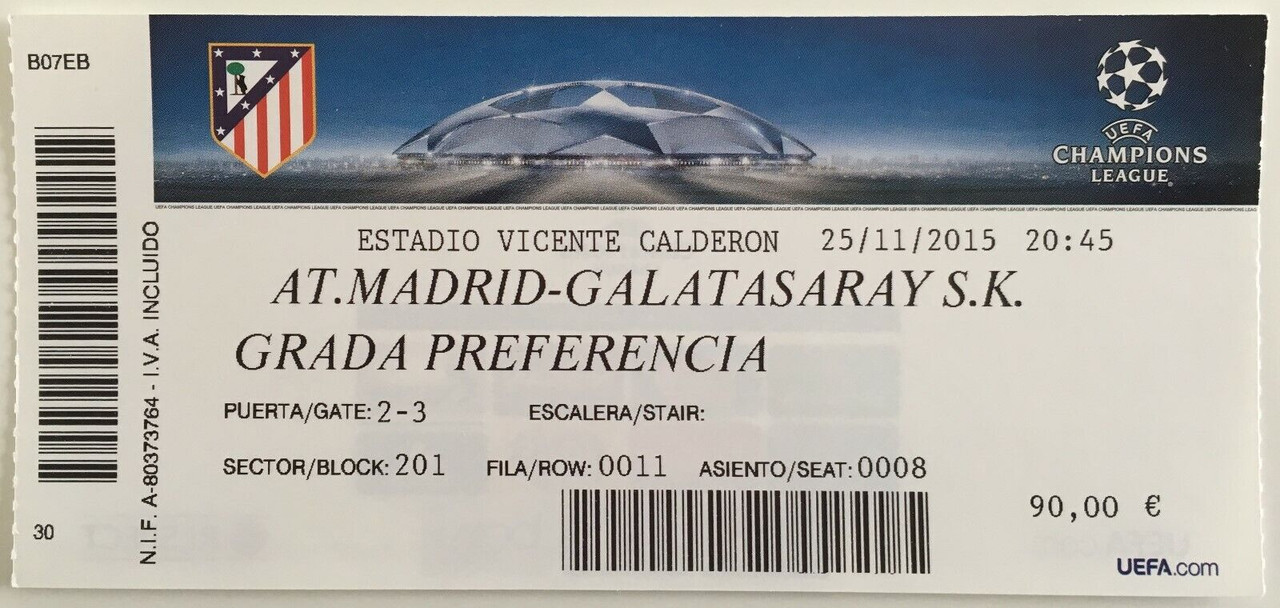 B07EB
30
N.I.F. A-80373764 - I.V.A. INCLUIDO
UEFA
CHAMPIONS
LEAGUE
ESTADIO VICENTE CALDERON 25/11/2015 20:45
AT.MADRID-GALATASARAY S.K.
GRADA PREFERENCIA
PUERTA/GATE: 2-3 ESCALERA/STAIR:
SECTOR/BLOCK: 201 FILA/ROW: 0011 ASIENTO/SEAT: 0008
90,00 €
UEFA.com